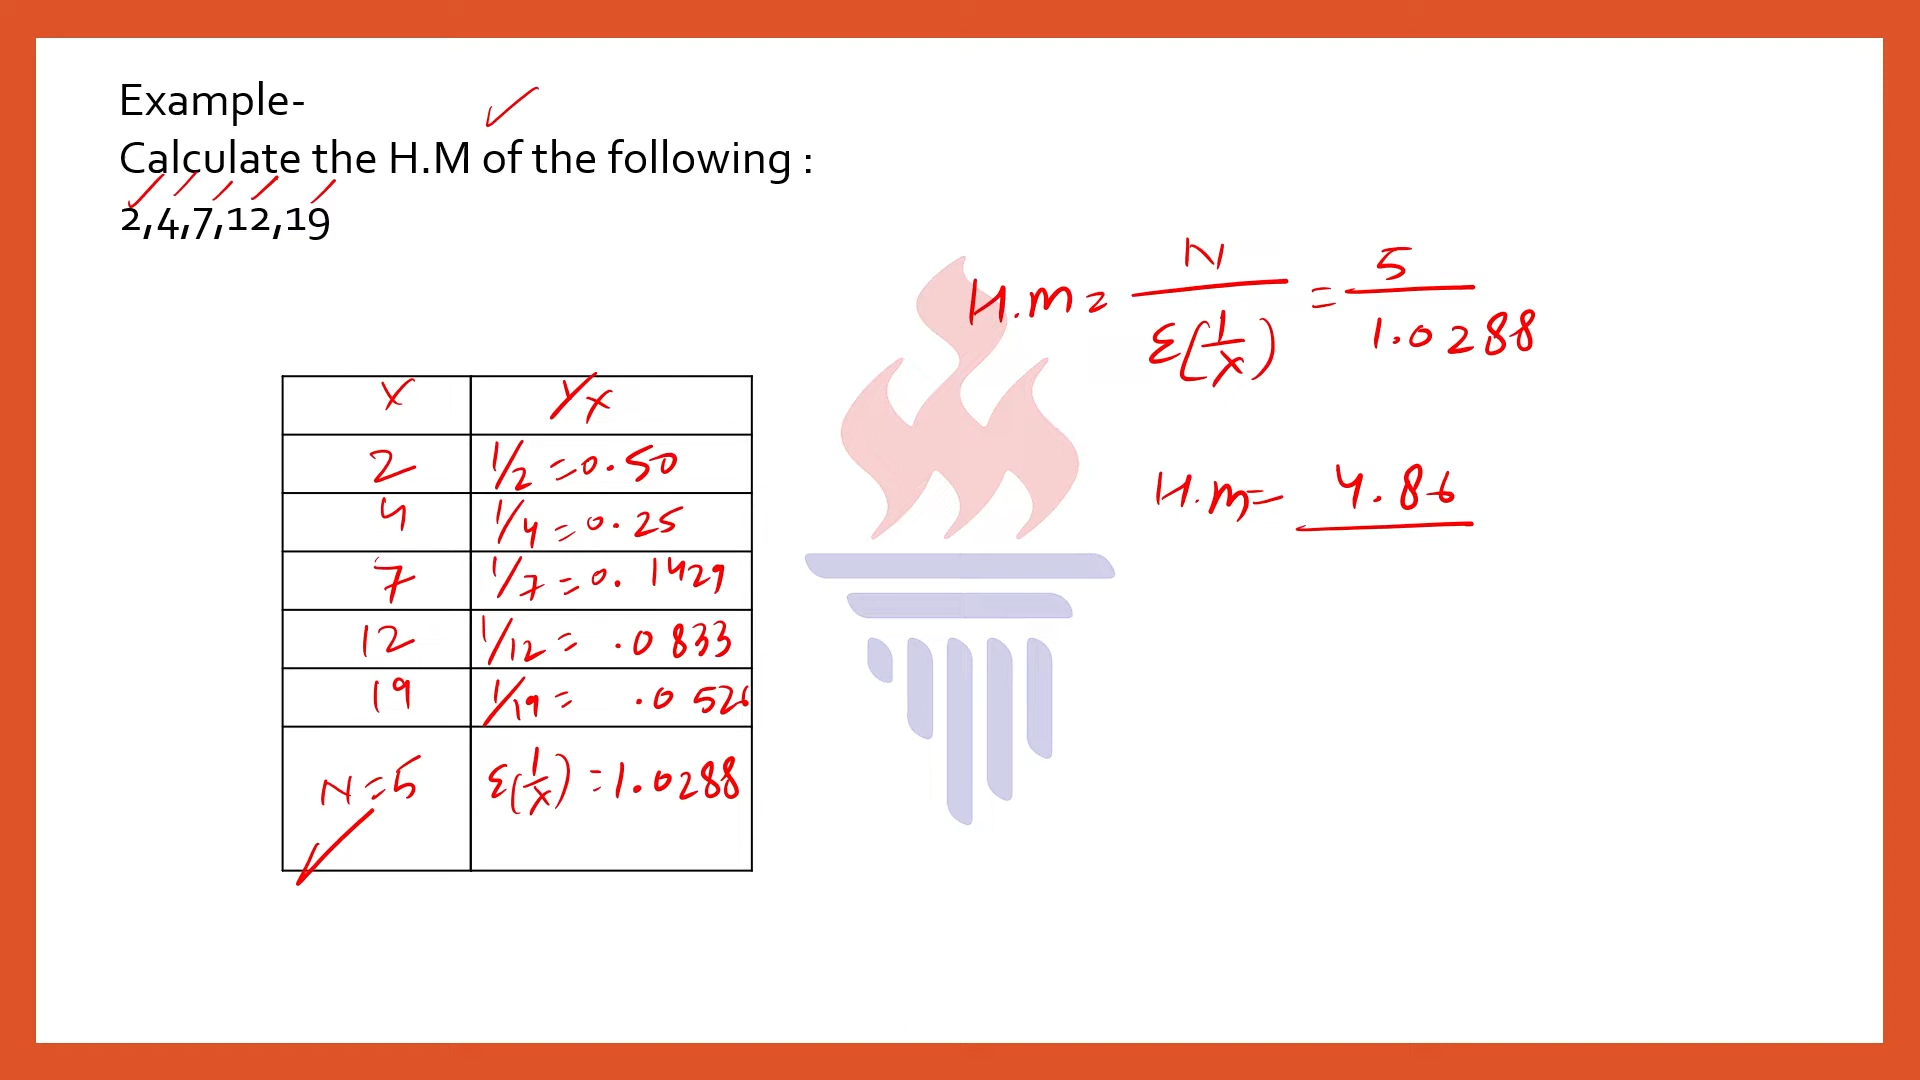 Example-
Calculate the H.M of the following :
2,4,7,12,19
H.M = N / Σ(1/X) = 5 / 1.0288
H.M = 4.86
X 1/X
2 1/2 = 0.50
4 1/4 = 0.25
7 1/7 = 0.1429
12 1/12 = .0833
19 1/19 = .0526
N = 5 Σ(1/X) = 1.0288